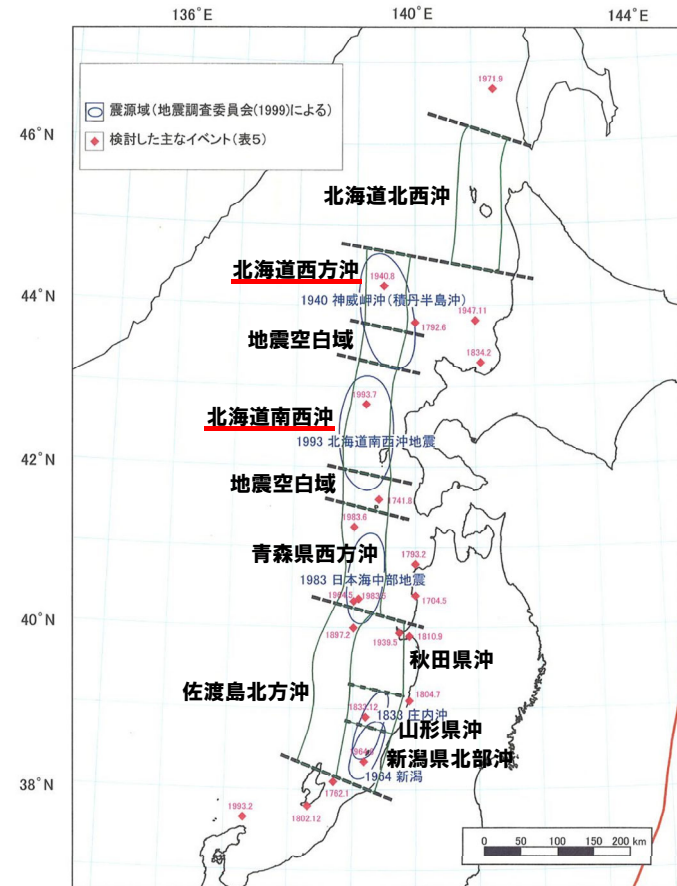 136°E
140°E
144°E
震源域(地震調査委員会(1999)による)
検討した主なイベント(表5)
1971.9
46°N
北海道北西沖
北海道西方沖
1940.8
44°N
1940 神威岬沖(積丹半島沖)
1947.11
1792.6
地震空白域
1834.2
1993.7
北海道南西沖
1993 北海道南西沖地震
42°N
地震空白域
1741.8
1983.6
青森県西方沖
1793.2
1983 日本海中部地震
1964.5
1983.5
1704.5
40°N
1897.2
1939.5
1810.9
秋田県沖
佐渡島北方沖
1804.7
1833.12
1833 庄内沖
山形県沖
新潟県北部沖
1964 新潟
38°N
1762.1
1993.2
1802.12
0 50 100 150 200 km